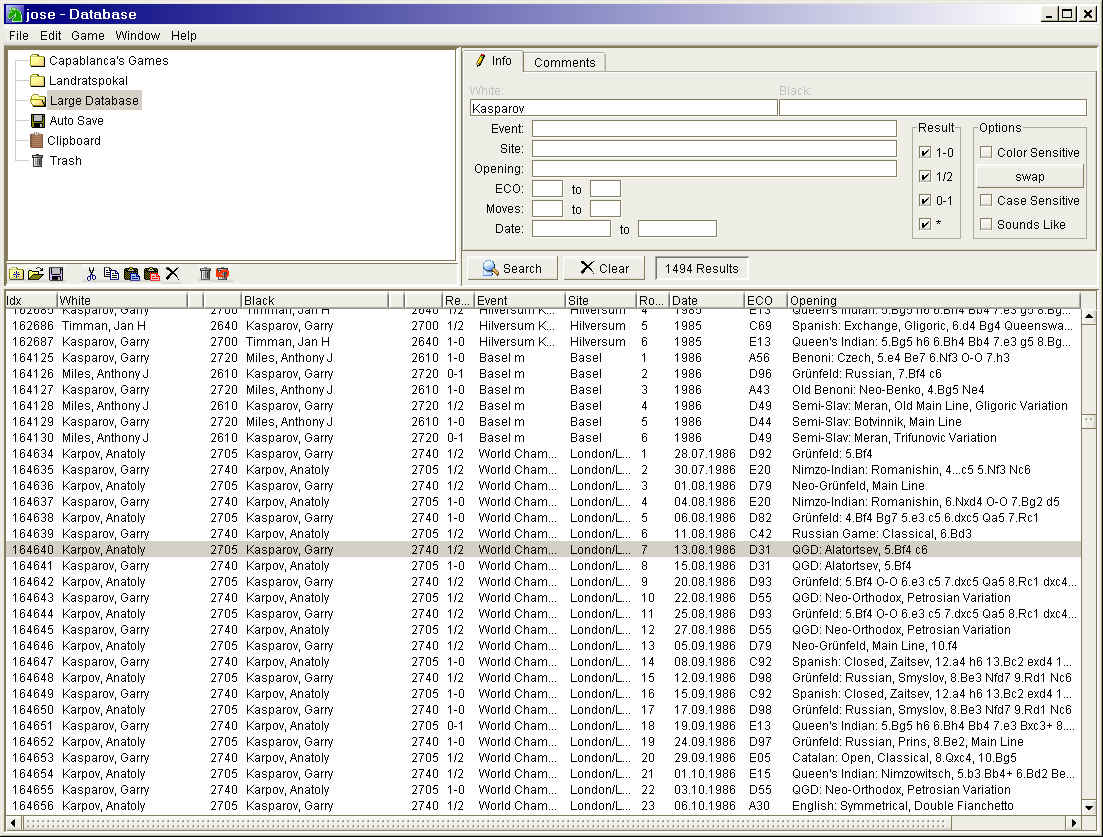 jose - Database
File Edit Game Window Help
Capablanca's Games
Landratspokal
Large Database
Auto Save
Clipboard
Trash
Info Comments
White: Black:
Kasparov
Event:
Site:
Opening:
ECO: to
Moves: to
Date: to
Result
1-0
1/2
0-1
*
Options
Color Sensitive
swap
Case Sensitive
Sounds Like
Search Clear 1494 Results
Idx White Black Re... Event Site Ro... Date ECO Opening
162685 Kasparov, Garry 2700 Timman, Jan H 2640 1/2 Hilversum K... Hilversum 4 1985 E13 Queen's Indian: 5.Bg5 h6 6.Bh4 Bb4 7.e3 g5 8.Bg...
162686 Timman, Jan H 2640 Kasparov, Garry 2700 1/2 Hilversum K... Hilversum 5 1985 C69 Spanish: Exchange, Gligoric, 6.d4 Bg4 Queenswa...
162687 Kasparov, Garry 2700 Timman, Jan H 2640 1-0 Hilversum K... Hilversum 6 1985 E13 Queen's Indian: 5.Bg5 h6 6.Bh4 Bb4 7.e3 g5 8.Bg...
164125 Kasparov, Garry 2720 Miles, Anthony J 2610 1-0 Basel m Basel 1 1986 A56 Benoni: Czech, 5.e4 Be7 6.Nf3 O-O 7.h3
164126 Miles, Anthony J 2610 Kasparov, Garry 2720 0-1 Basel m Basel 2 1986 D96 Grünfeld: Russian, 7.Bf4 c6
164127 Kasparov, Garry 2720 Miles, Anthony J 2610 1-0 Basel m Basel 3 1986 A43 Old Benoni: Neo-Benko, 4.Bg5 Ne4
164128 Miles, Anthony J 2610 Kasparov, Garry 2720 1/2 Basel m Basel 4 1986 D49 Semi-Slav: Meran, Old Main Line, Gligoric Variation
164129 Kasparov, Garry 2720 Miles, Anthony J 2610 1-0 Basel m Basel 5 1986 D44 Semi-Slav: Botvinnik, Main Line
164130 Miles, Anthony J 2610 Kasparov, Garry 2720 0-1 Basel m Basel 6 1986 D49 Semi-Slav: Meran, Trifunovic Variation
164634 Kasparov, Garry 2740 Karpov, Anatoly 2705 1/2 World Cham... London/L... 1 28.07.1986 D92 Grünfeld: 5.Bf4
164635 Karpov, Anatoly 2705 Kasparov, Garry 2740 1/2 World Cham... London/L... 2 30.07.1986 E20 Nimzo-Indian: Romanishin, 4...c5 5.Nf3 Nc6
164636 Kasparov, Garry 2740 Karpov, Anatoly 2705 1/2 World Cham... London/L... 3 01.08.1986 D79 Neo-Grünfeld, Main Line
164637 Kasparov, Garry 2740 Karpov, Anatoly 2705 1-0 World Cham... London/L... 4 04.08.1986 E20 Nimzo-Indian: Romanishin, 6.Nxd4 O-O 7.Bg2 d5
164638 Karpov, Anatoly 2705 Kasparov, Garry 2740 1-0 World Cham... London/L... 5 06.08.1986 D82 Grünfeld: 4.Bf4 Bg7 5.e3 c5 6.dxc5 Qa5 7.Rc1
164639 Kasparov, Garry 2740 Karpov, Anatoly 2705 1/2 World Cham... London/L... 6 11.08.1986 C42 Russian Game: Classical, 6.Bd3
164640 Karpov, Anatoly 2705 Kasparov, Garry 2740 1/2 World Cham... London/L... 7 13.08.1986 D31 QGD: Alatortsev, 5.Bf4 c6
164641 Kasparov, Garry 2740 Karpov, Anatoly 2705 1-0 World Cham... London/L... 8 15.08.1986 D31 QGD: Alatortsev, 5.Bf4
164642 Karpov, Anatoly 2705 Kasparov, Garry 2740 1/2 World Cham... London/L... 9 20.08.1986 D93 Grünfeld: 5.Bf4 O-O 6.e3 c5 7.dxc5 Qa5 8.Rc1 dxc4...
164643 Kasparov, Garry 2740 Karpov, Anatoly 2705 1/2 World Cham... London/L... 10 22.08.1986 D55 QGD: Neo-Orthodox, Petrosian Variation
164644 Karpov, Anatoly 2705 Kasparov, Garry 2740 1/2 World Cham... London/L... 11 25.08.1986 D93 Grünfeld: 5.Bf4 O-O 6.e3 c5 7.dxc5 Qa5 8.Rc1 dxc4...
164645 Kasparov, Garry 2740 Karpov, Anatoly 2705 1/2 World Cham... London/L... 12 27.08.1986 D55 QGD: Neo-Orthodox, Petrosian Variation
164646 Karpov, Anatoly 2705 Kasparov, Garry 2740 1/2 World Cham... London/L... 13 05.09.1986 D79 Neo-Grünfeld, Main Line, 10.f4
164647 Kasparov, Garry 2740 Karpov, Anatoly 2705 1-0 World Cham... London/L... 14 08.09.1986 C92 Spanish: Closed, Zaitsev, 12.a4 h6 13.Bc2 exd4 1...
164648 Karpov, Anatoly 2705 Kasparov, Garry 2740 1/2 World Cham... London/L... 15 12.09.1986 D98 Grünfeld: Russian, Smyslov, 8.Be3 Nfd7 9.Rd1 Nc6
164649 Kasparov, Garry 2740 Karpov, Anatoly 2705 1-0 World Cham... London/L... 16 15.09.1986 C92 Spanish: Closed, Zaitsev, 12.a4 h6 13.Bc2 exd4 1...
164650 Karpov, Anatoly 2705 Kasparov, Garry 2740 1-0 World Cham... London/L... 17 17.09.1986 D98 Grünfeld: Russian, Smyslov, 8.Be3 Nfd7 9.Rd1 Nc6
164651 Kasparov, Garry 2740 Karpov, Anatoly 2705 0-1 World Cham... London/L... 18 19.09.1986 E13 Queen's Indian: 5.Bg5 h6 6.Bh4 Bb4 7.e3 Bxc3+ 8....
164652 Karpov, Anatoly 2705 Kasparov, Garry 2740 1-0 World Cham... London/L... 19 24.09.1986 D97 Grünfeld: Russian, Prins, 8.Be2, Main Line
164653 Kasparov, Garry 2740 Karpov, Anatoly 2705 1/2 World Cham... London/L... 20 29.09.1986 E05 Catalan: Open, Classical, 8.Qxc4, 10.Bg5
164654 Karpov, Anatoly 2705 Kasparov, Garry 2740 1/2 World Cham... London/L... 21 01.10.1986 E15 Queen's Indian: Nimzowitsch, 5.b3 Bb4+ 6.Bd2 Be...
164655 Kasparov, Garry 2740 Karpov, Anatoly 2705 1-0 World Cham... London/L... 22 03.10.1986 D55 QGD: Neo-Orthodox, Petrosian Variation
164656 Karpov, Anatoly 2705 Kasparov, Garry 2740 1/2 World Cham... London/L... 23 06.10.1986 A30 English: Symmetrical, Double Fianchetto